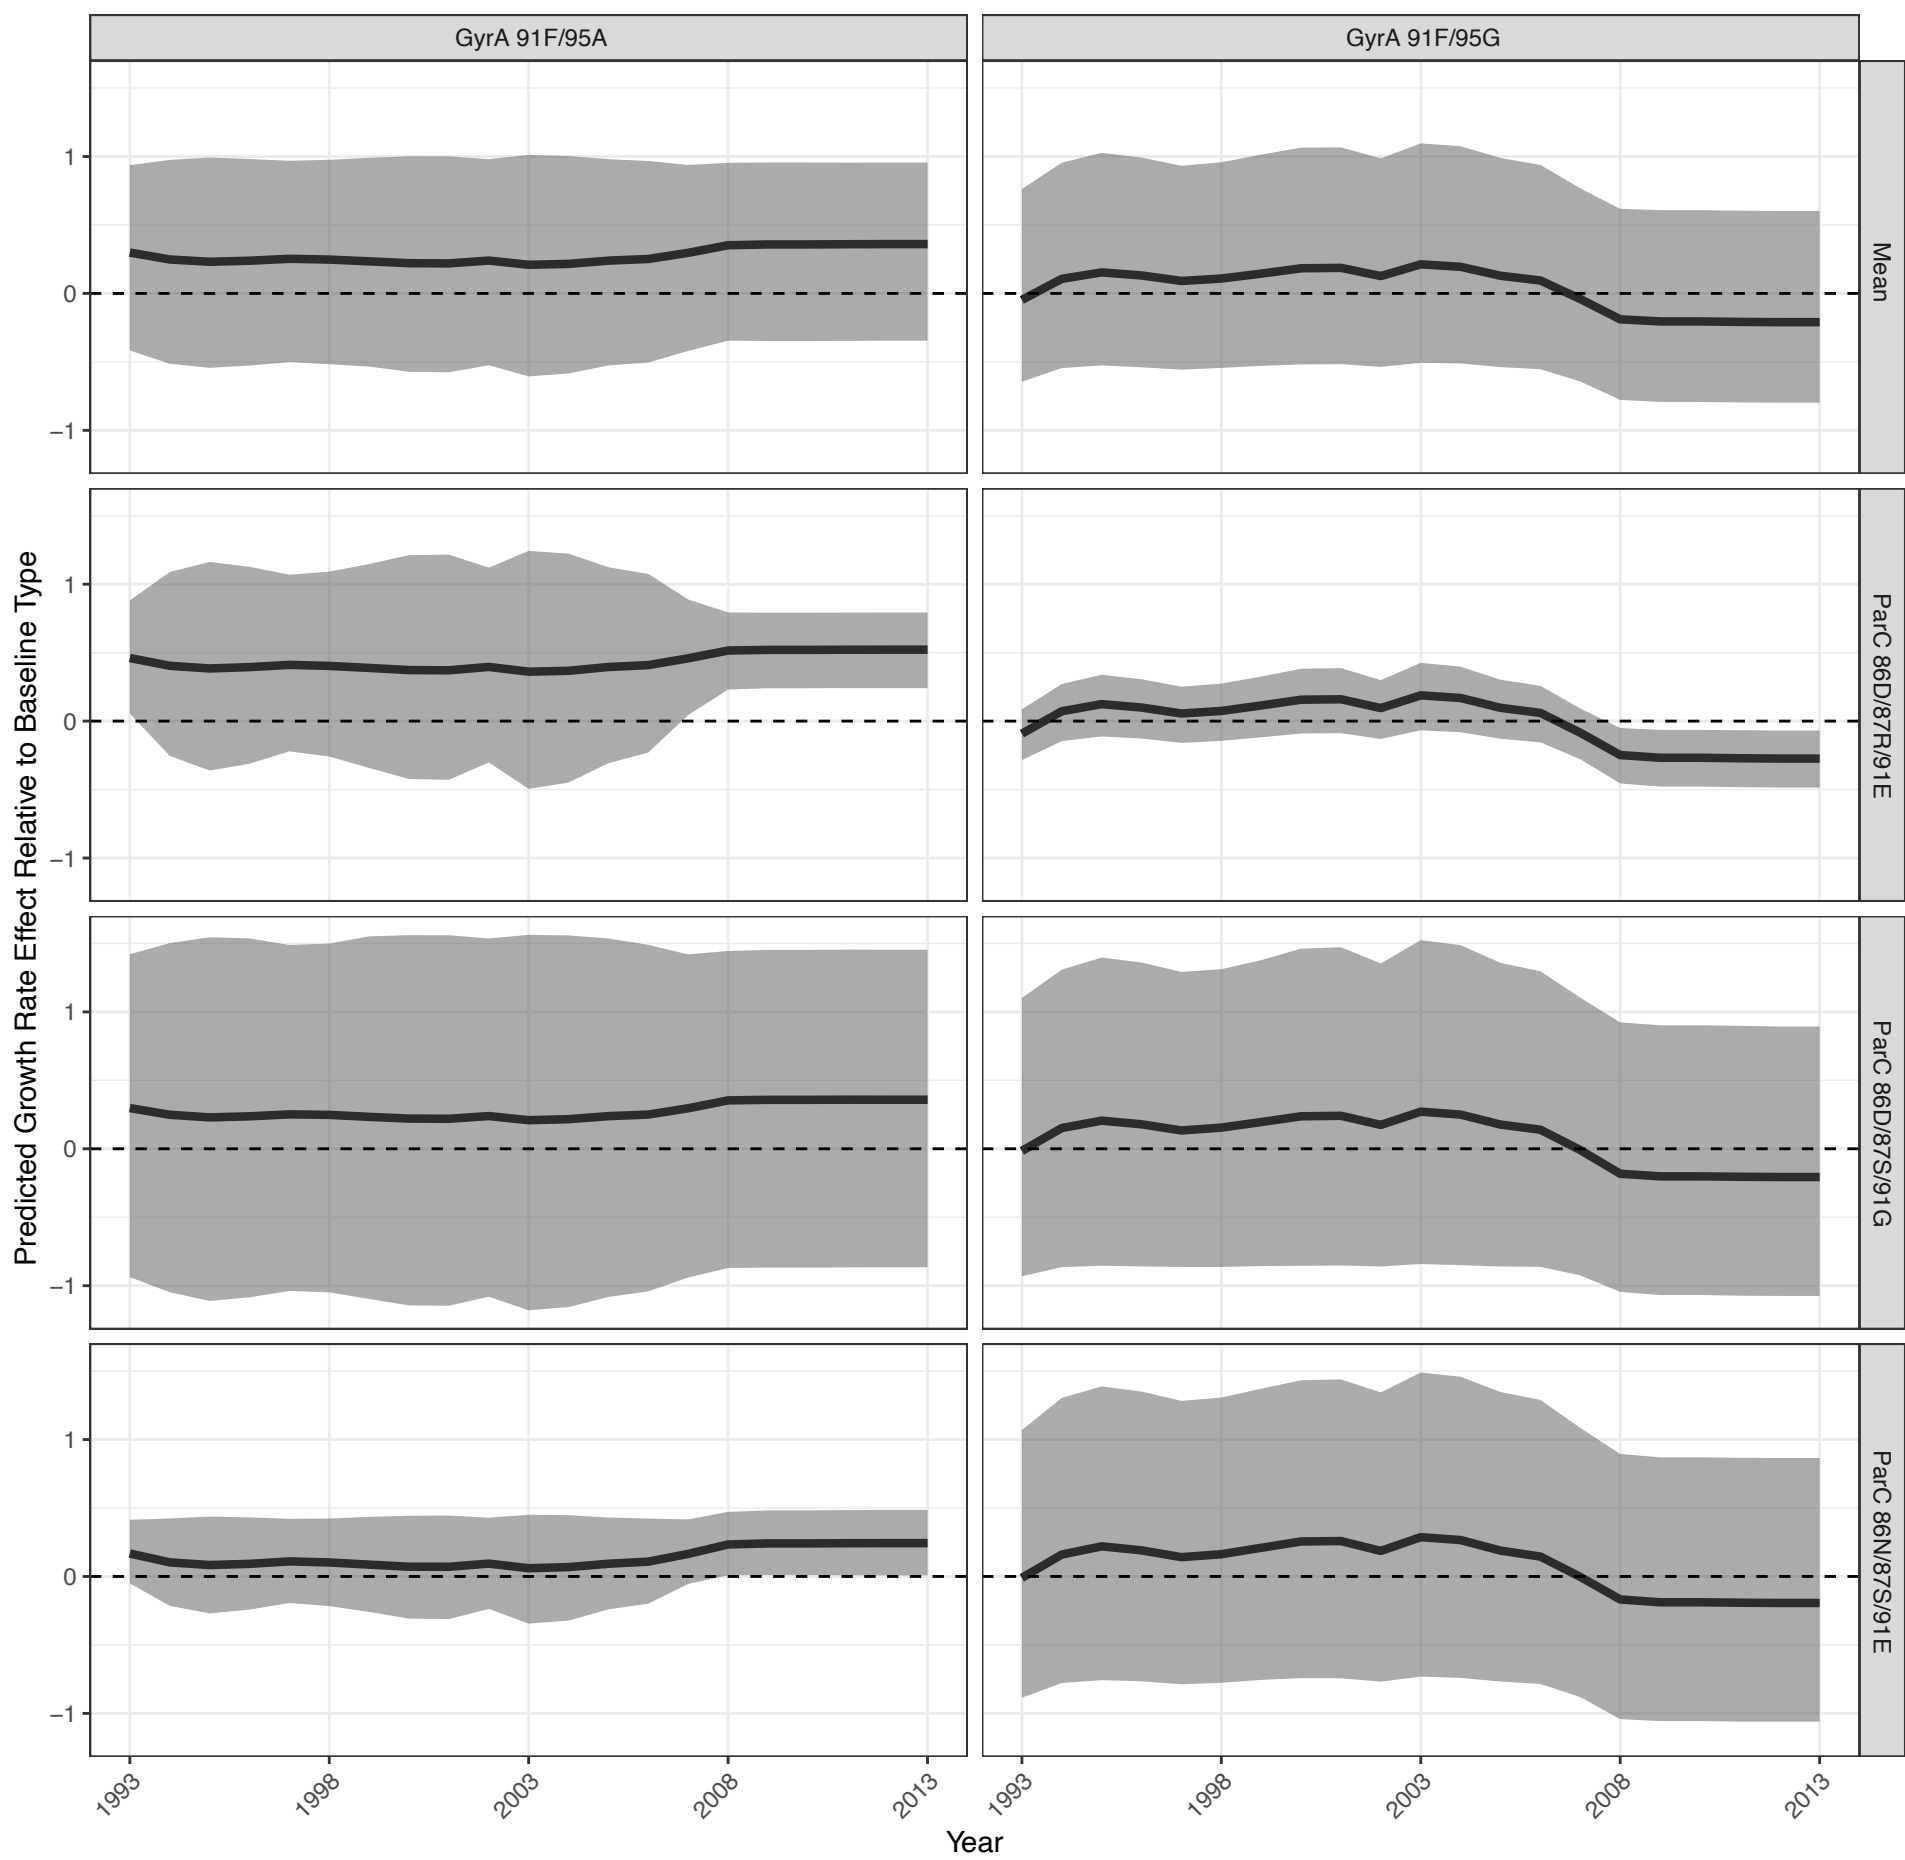 GyrA 91F/95A
GyrA 91F/95G
1
0
−1
Mean
1
0
−1
ParC 86D/87R/91E
1
0
−1
ParC 86D/87S/91G
1
0
−1
ParC 86N/87S/91E
Predicted Growth Rate Effect Relative to Baseline Type
1993
1998
2003
2008
2013
1993
1998
2003
2008
2013
Year